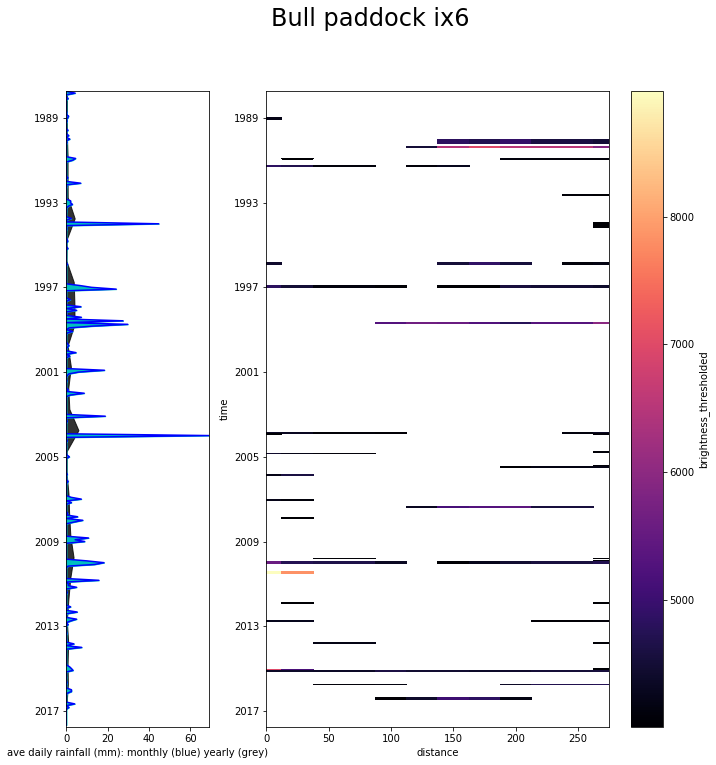 Bull paddock ix6
1989
1993
1997
2001
2005
2009
2013
2017
0 20 40 60
ave daily rainfall (mm): monthly (blue) yearly (grey)
time
1989
1993
1997
2001
2005
2009
2013
2017
0 50 100 150 200 250
distance
8000
7000
6000
5000
brightness_thresholded